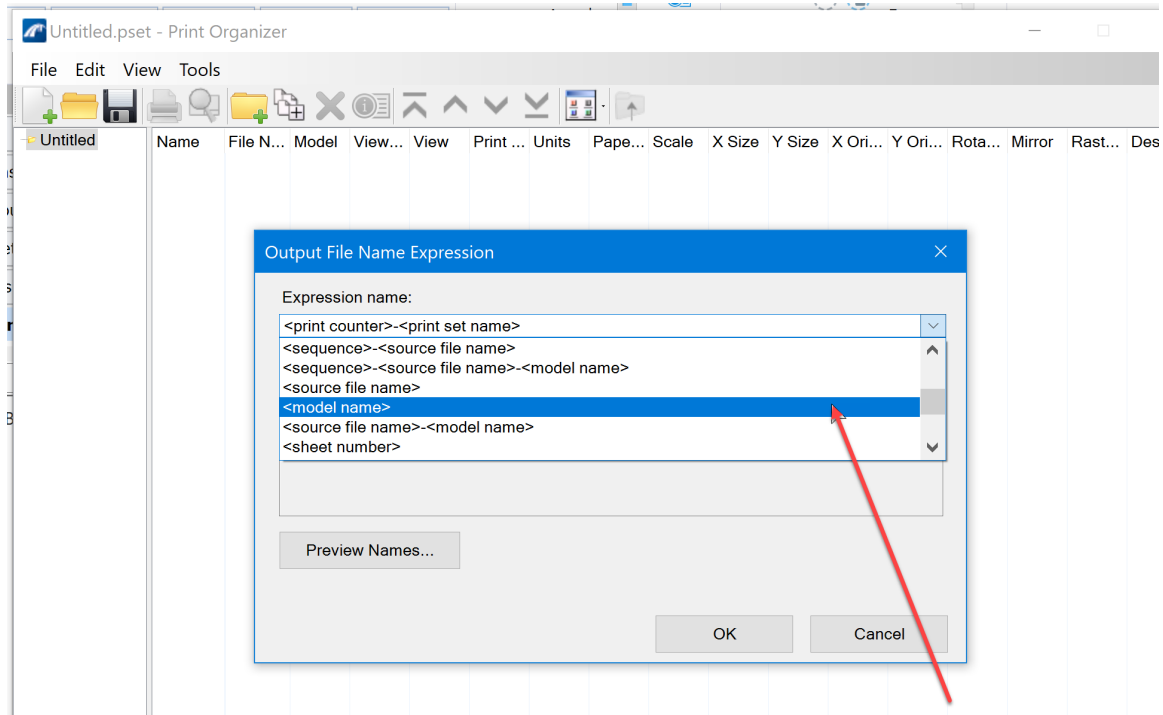 Untitled.pset - Print Organizer
File Edit View Tools
Untitled
Name File N... Model View... View Print ... Units Pape... Scale X Size Y Size X Ori... Y Ori... Rota... Mirror Rast... Des
Output File Name Expression
Expression name:
<print counter>-<print set name>
<sequence>-<source file name>
<sequence>-<source file name>-<model name>
<source file name>
<model name>
<source file name>-<model name>
<sheet number>
Preview Names...
OK Cancel